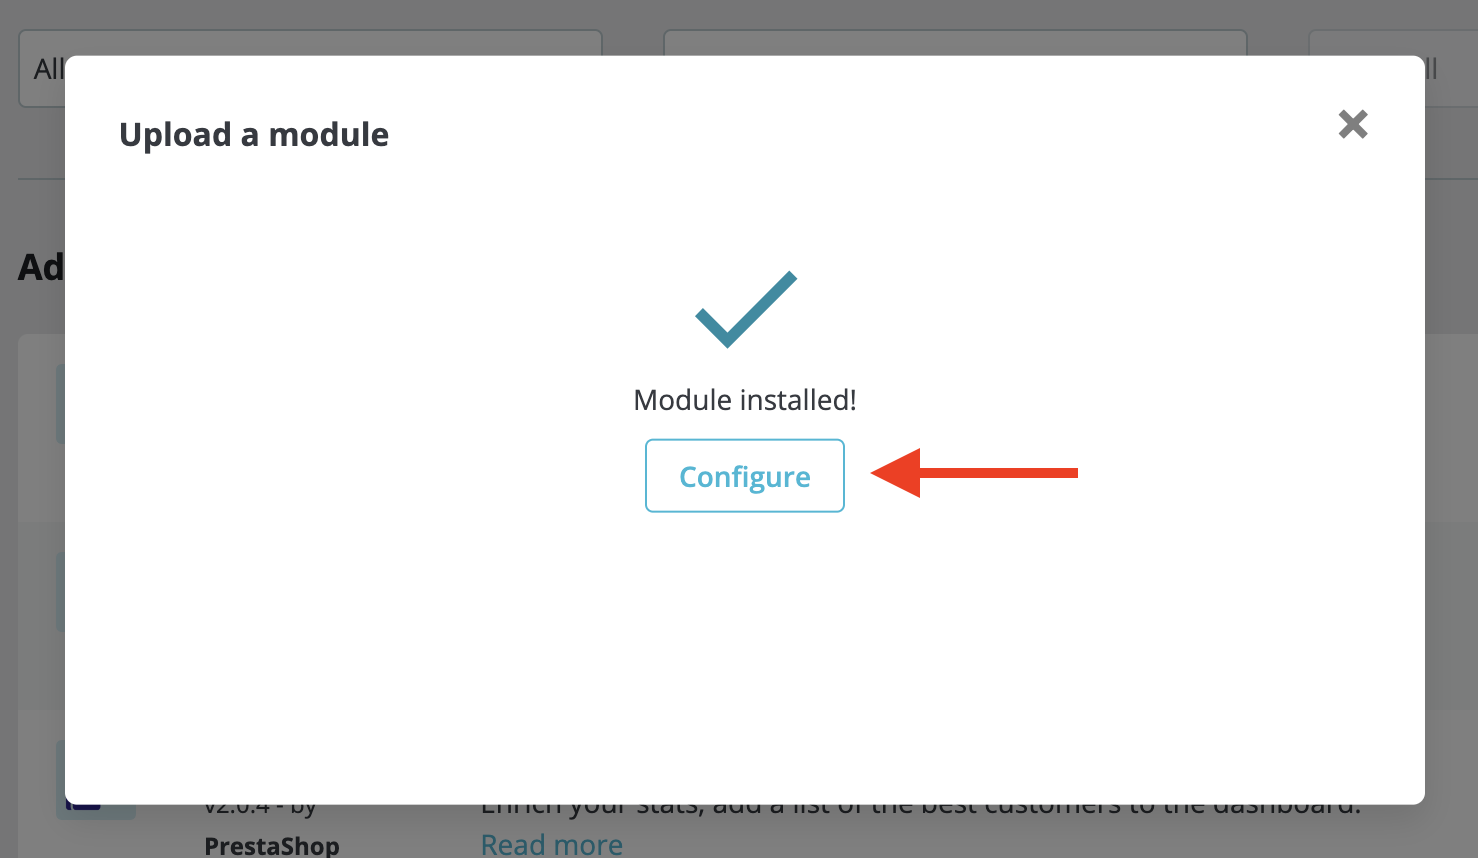 All
ll
Upload a module
Ad
Module installed!
Configure
v2.0.4 - by
Enrich your stats, add a list of the best customers to the dashboard.
PrestaShop
Read more